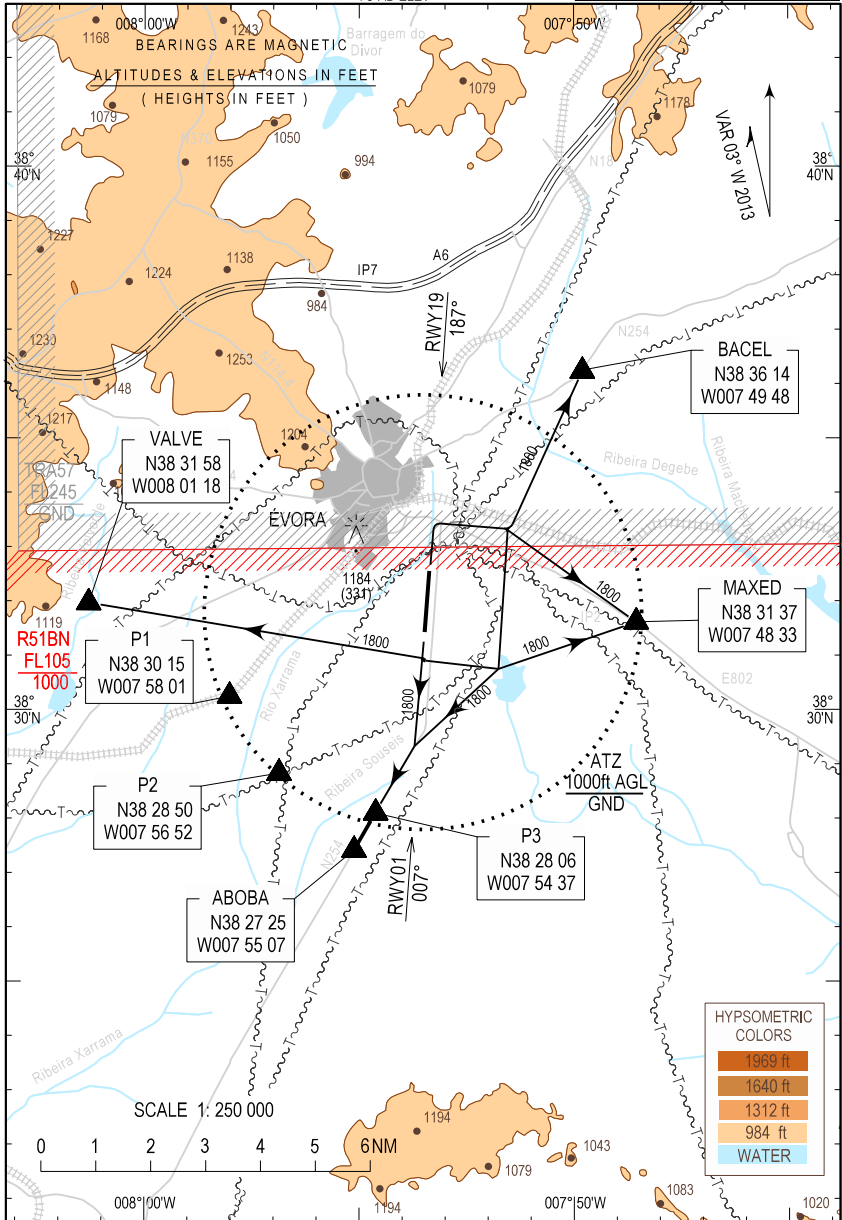 008° 00'W
007° 50'W
1168
1243
BEARINGS ARE MAGNETIC
Barragem do
Divor
ALTITUDES & ELEVATIONS IN FEET
( HEIGHTS IN FEET )
1079
1079
1178
1050
N370
VAR 03° W 2013
1155
994
N18
38°
40'N
38°
40'N
1227
1138
A6
1224
IP7
984
RWY19
187°
1230
1253
N114-4
N254
BACEL
N38 36 14
W007 49 48
1148
1217
1204
VALVE
N38 31 58
W008 01 18
1800
Ribeira Degebe
TRA57
FL245
GND
ÉVORA
1184
(331)
1800
MAXED
N38 31 37
W007 48 33
IP2
1119
R51BN
FL105
1000
P1
N38 30 15
W007 58 01
1800
1800
E802
Rio Xarrama
1800
1800
38°
30'N
38°
30'N
P2
N38 28 50
W007 56 52
Ribeira Souseis
ATZ
1000ft AGL
GND
P3
N38 28 06
W007 54 37
N254
RWY01
007°
ABOBA
N38 27 25
W007 55 07
Ribeira Xarrama
HYPSOMETRIC
COLORS
1969 ft
1640 ft
1312 ft
984 ft
WATER
SCALE 1: 250 000
0 1 2 3 4 5 6NM
1194
1043
1079
1194
1083
1020
008° 00'W
007° 50'W